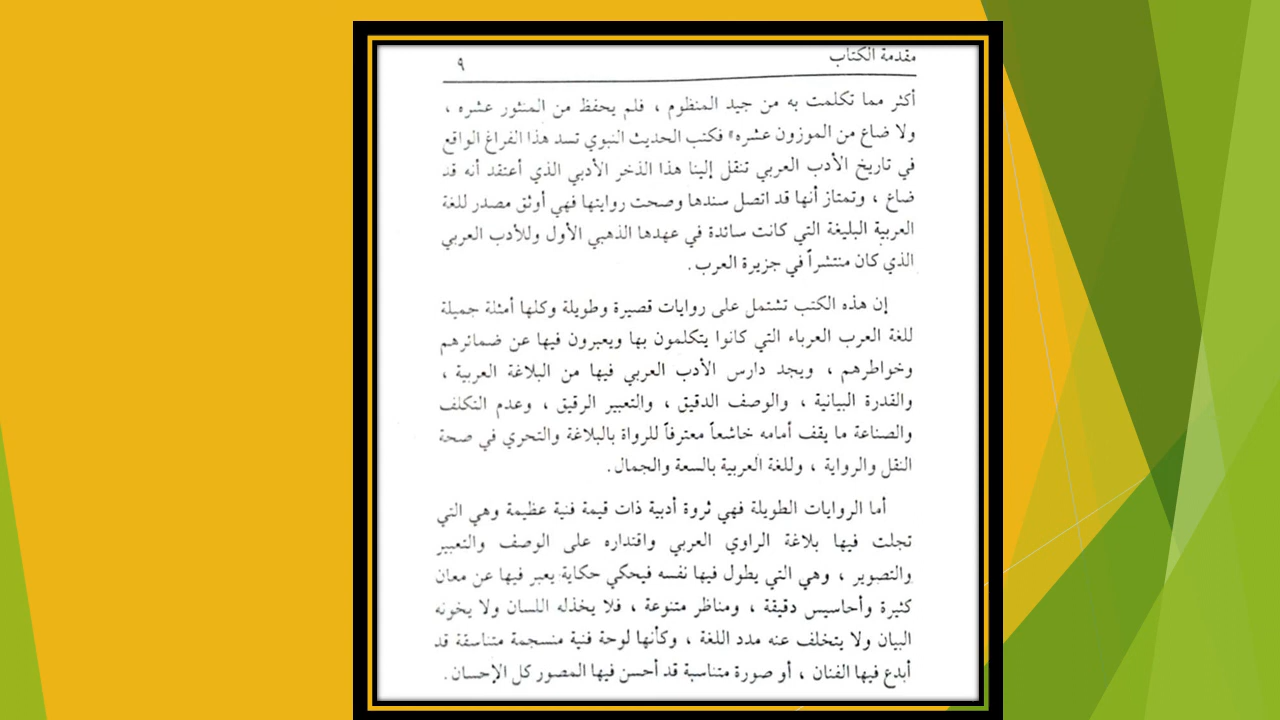 مقدمة الكتاب ٩
أكثر مما تكلمت به من جيد المنظوم ، فلم يحفظ من المنثور عشره ،
ولا ضاع من الموزون عشره» فكتب الحديث النبوي تسد هذا الفراغ الواقع
في تاريخ الأدب العربي تنقل إلينا هذا الذخر الأدبي الذي أعتقد أنه قد
ضاع ، وتمتاز أنها قد اتصل سندها وصحت روايتها فهي أوثق مصدر للغة
العربية البليغة التي كانت سائدة في عهدها الذهبي الأول وللأدب العربي
الذي كان منتشراً في جزيرة العرب .
إن هذه الكتب تشتمل على روايات قصيرة وطويلة وكلها أمثلة جميلة
للغة العرب العرباء التي كانوا يتكلمون بها ويعبرون فيها عن ضمائرهم
وخواطرهم ، ويجد دارس الأدب العربي فيها من البلاغة العربية ،
والقدرة البيانية ، والوصف الدقيق ، والتعبير الرقيق ، وعدم التكلف
والصناعة ما يقف أمامه خاشعاً معترفاً للرواة بالبلاغة والتحري في صحة
النقل والرواية ، وللغة العربية بالسعة والجمال .
أما الروايات الطويلة فهي ثروة أدبية ذات قيمة فنية عظيمة وهي التي
تجلت فيها بلاغة الراوي العربي واقتداره على الوصف والتعبير
والتصوير ، وهي التي يطول فيها نفسه فيحكي حكاية يعبر فيها عن معان
كثيرة وأحاسيس دقيقة ، ومناظر متنوعة ، فلا يخذله اللسان ولا يخونه
البيان ولا يتخلف عنه مدد اللغة ، وكأنها لوحة فنية منسجمة متناسقة قد
أبدع فيها الفنان ، أو صورة متناسبة قد أحسن فيها المصور كل الإحسان .